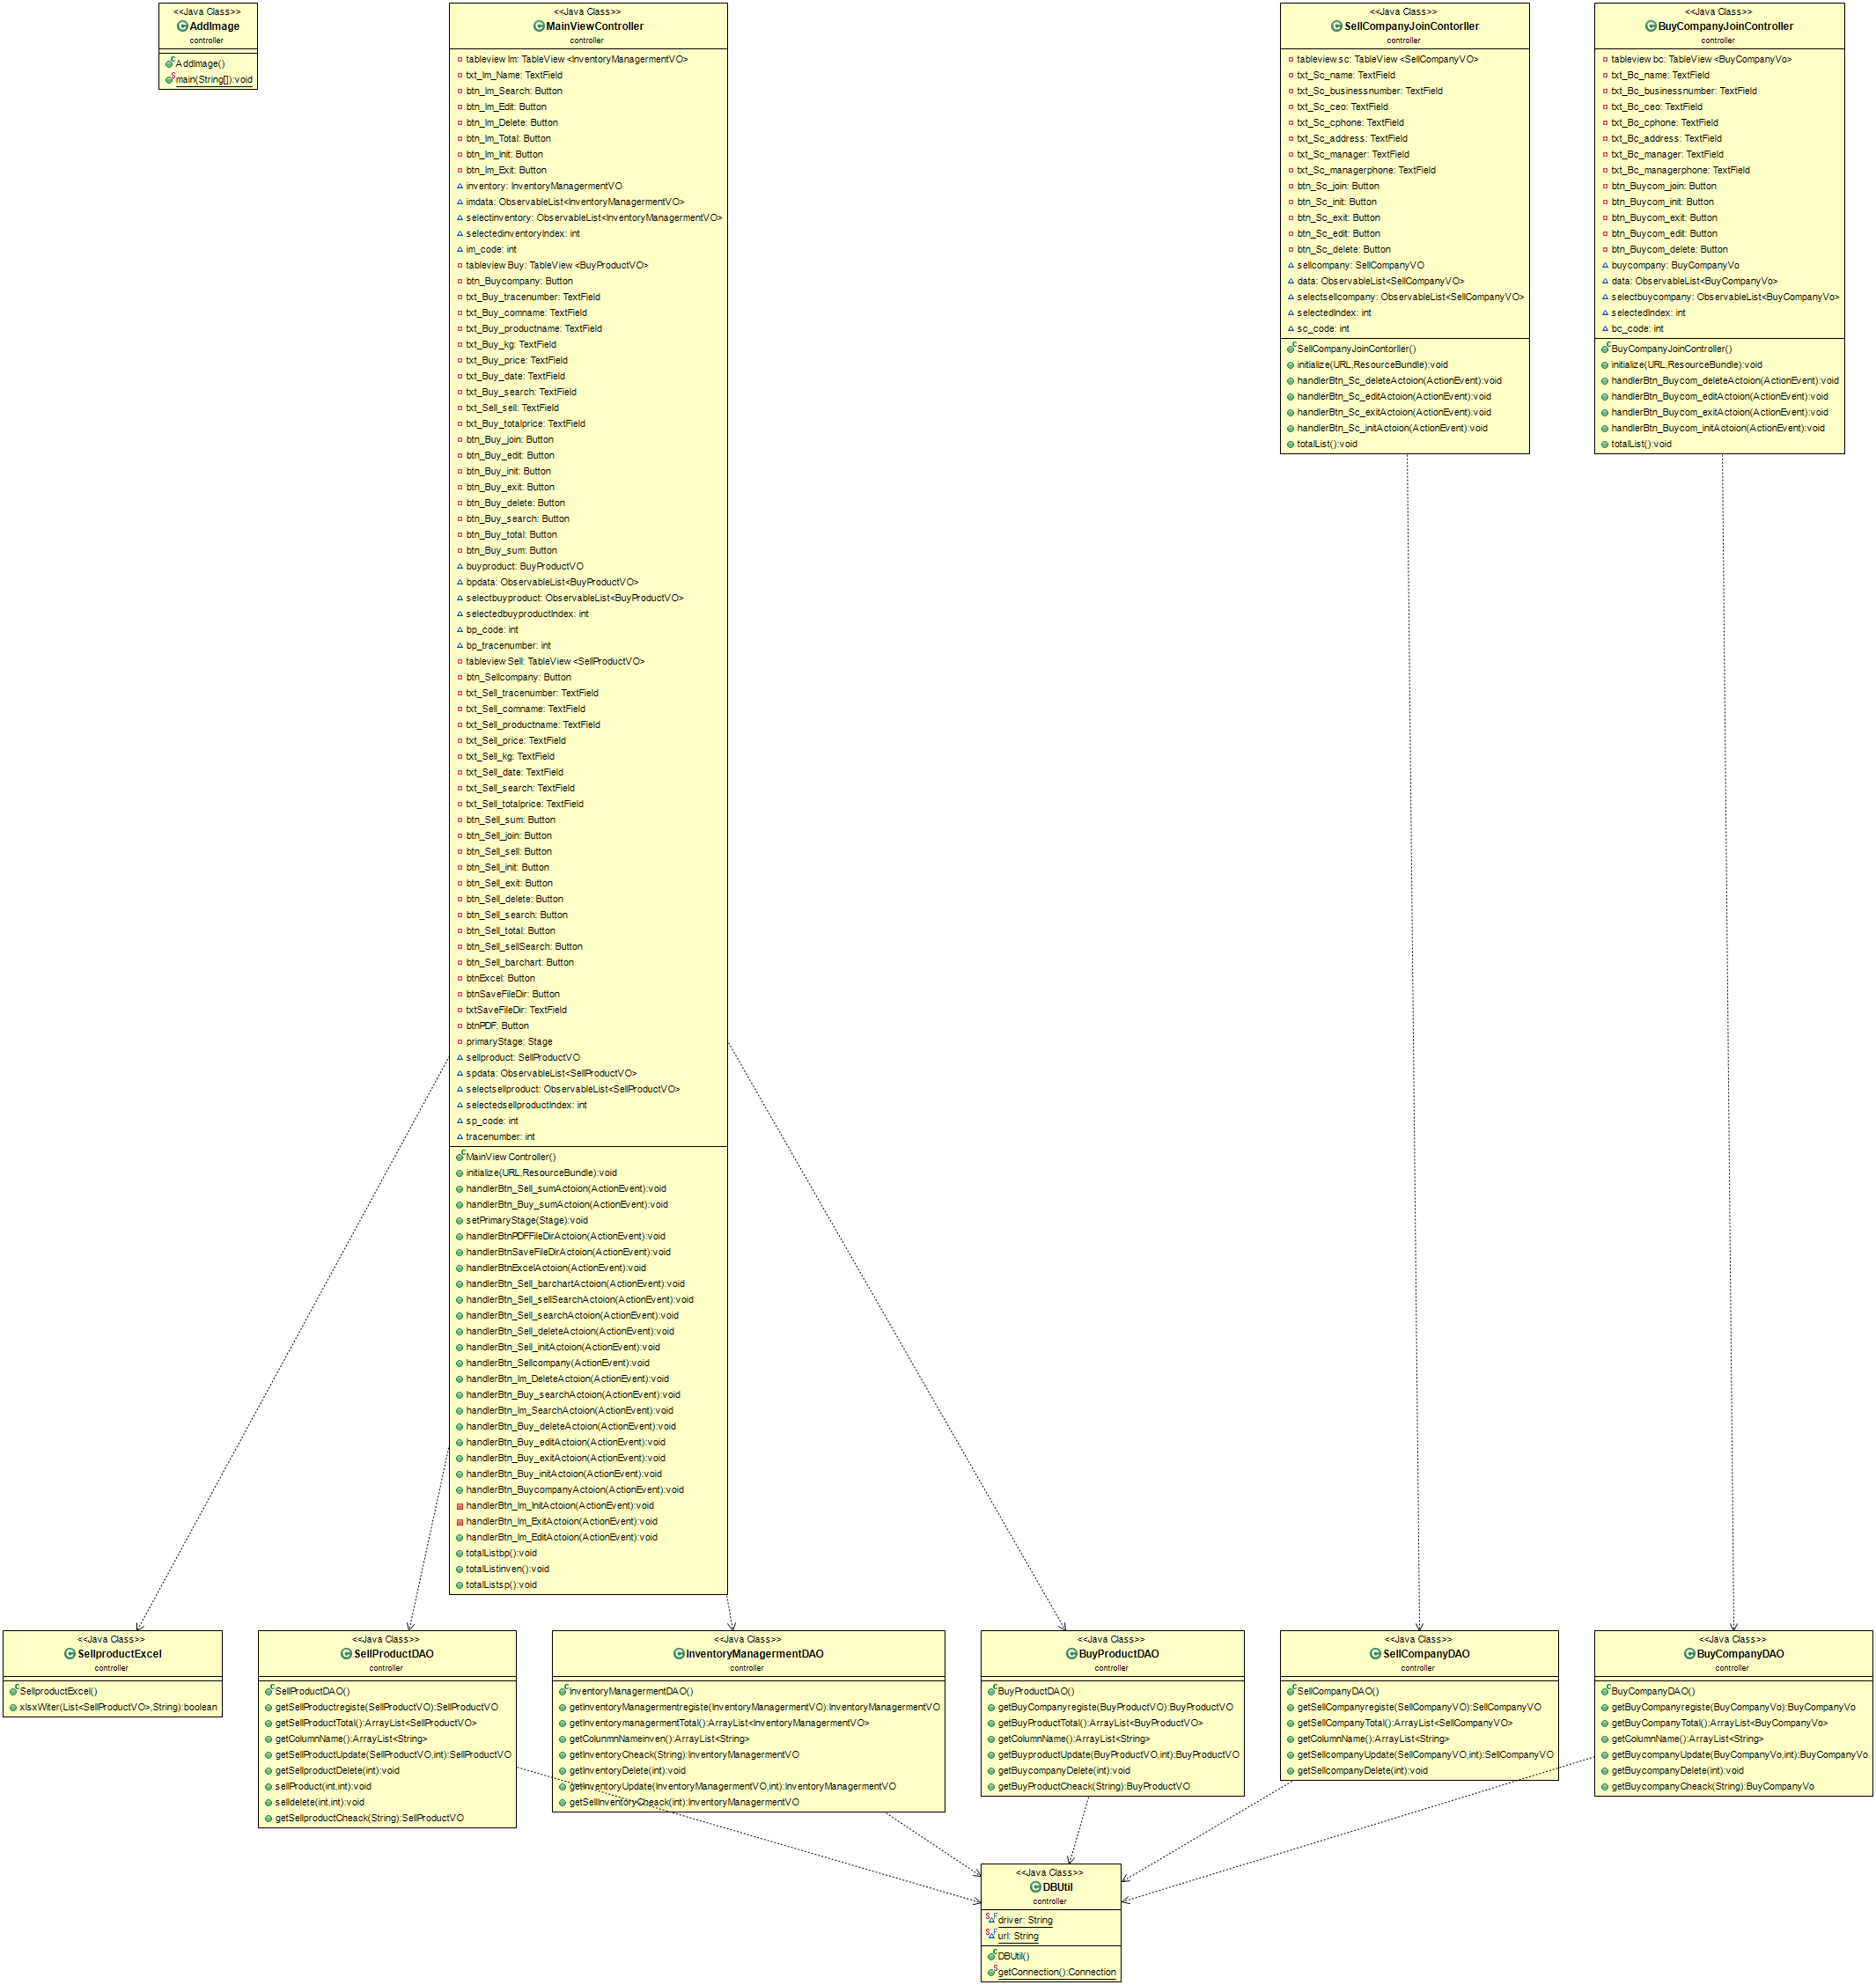 <<Java Class>>
AddImage
controller
AddImage()
main(String[]):void
<<Java Class>>
MainViewController
controller
tableview Im: TableView <InventoryManagermentVO>
txt_Im_Name: TextField
btn_Im_Search: Button
btn_Im_Edit: Button
btn_Im_Delete: Button
btn_Im_Total: Button
btn_Im_Init: Button
btn_Im_Exit: Button
inventory: InventoryManagermentVO
imdata: ObservableList<InventoryManagermentVO>
selectinventory: ObservableList<InventoryManagermentVO>
selectedinventoryIndex: int
im_code: int
tableview Buy: TableView <BuyProductVO>
btn_Buycompany: Button
txt_Buy_tracenumber: TextField
txt_Buy_comname: TextField
txt_Buy_productname: TextField
txt_Buy_kg: TextField
txt_Buy_price: TextField
txt_Buy_date: TextField
txt_Buy_search: TextField
txt_Sell_sell: TextField
txt_Buy_totalprice: TextField
btn_Buy_join: Button
btn_Buy_edit: Button
btn_Buy_init: Button
btn_Buy_exit: Button
btn_Buy_delete: Button
btn_Buy_search: Button
btn_Buy_total: Button
btn_Buy_sum: Button
buyproduct: BuyProductVO
bpdata: ObservableList<BuyProductVO>
selectbuyproduct: ObservableList<BuyProductVO>
selectedbuyproductIndex: int
bp_code: int
bp_tracenumber: int
tableview Sell: TableView <SellProductVO>
btn_Sellcompany: Button
txt_Sell_tracenumber: TextField
txt_Sell_comname: TextField
txt_Sell_productname: TextField
txt_Sell_price: TextField
txt_Sell_kg: TextField
txt_Sell_date: TextField
txt_Sell_search: TextField
txt_Sell_totalprice: TextField
btn_Sell_sum: Button
btn_Sell_join: Button
btn_Sell_sell: Button
btn_Sell_init: Button
btn_Sell_exit: Button
btn_Sell_delete: Button
btn_Sell_search: Button
btn_Sell_total: Button
btn_Sell_sellSearch: Button
btn_Sell_barchart: Button
btnExcel: Button
btnSaveFileDir: Button
txtSaveFileDir: TextField
btnPDF: Button
primaryStage: Stage
sellproduct: SellProductVO
spdata: ObservableList<SellProductVO>
selectsellproduct: ObservableList<SellProductVO>
selectedsellproductIndex: int
sp_code: int
tracenumber: int
MainView Controller()
initialize(URL,ResourceBundle):void
handlerBtn_Sell_sumActoion(ActionEvent):void
handlerBtn_Buy_sumActoion(ActionEvent):void
setPrimaryStage(Stage):void
handlerBtnPDFFileDirActoion(ActionEvent):void
handlerBtnSaveFileDirActoion(ActionEvent):void
handlerBtnExcelActoion(ActionEvent):void
handlerBtn_Sell_barchartActoion(ActionEvent):void
handlerBtn_Sell_sellSearchActoion(ActionEvent):void
handlerBtn_Sell_searchActoion(ActionEvent):void
handlerBtn_Sell_deleteActoion(ActionEvent):void
handlerBtn_Sell_initActoion(ActionEvent):void
handlerBtn_Sellcompany(ActionEvent):void
handlerBtn_Im_DeleteActoion(ActionEvent):void
handlerBtn_Buy_searchActoion(ActionEvent):void
handlerBtn_Im_SearchActoion(ActionEvent):void
handlerBtn_Buy_deleteActoion(ActionEvent):void
handlerBtn_Buy_editActoion(ActionEvent):void
handlerBtn_Buy_exitActoion(ActionEvent):void
handlerBtn_Buy_initActoion(ActionEvent):void
handlerBtn_BuycompanyActoion(ActionEvent):void
handlerBtn_Im_InitActoion(ActionEvent):void
handlerBtn_Im_ExitActoion(ActionEvent):void
handlerBtn_Im_EditActoion(ActionEvent):void
totalListbp():void
totalListinven():void
totalListsp():void
<<Java Class>>
SellCompanyJoinContorller
controller
tableview sc: TableView <SellCompanyVO>
txt_Sc_name: TextField
txt_Sc_businessnumber: TextField
txt_Sc_ceo: TextField
txt_Sc_cphone: TextField
txt_Sc_address: TextField
txt_Sc_manager: TextField
txt_Sc_managerphone: TextField
btn_Sc_join: Button
btn_Sc_init: Button
btn_Sc_exit: Button
btn_Sc_edit: Button
btn_Sc_delete: Button
sellcompany: SellCompanyVO
data: ObservableList<SellCompanyVO>
selectsellcompany: ObservableList<SellCompanyVO>
selectedIndex: int
sc_code: int
SellCompanyJoinContorller()
initialize(URL,ResourceBundle):void
handlerBtn_Sc_deleteActoion(ActionEvent):void
handlerBtn_Sc_editActoion(ActionEvent):void
handlerBtn_Sc_exitActoion(ActionEvent):void
handlerBtn_Sc_initActoion(ActionEvent):void
totalList():void
<<Java Class>>
BuyCompanyJoinController
controller
tableview bc: TableView <BuyCompanyVo>
txt_Bc_name: TextField
txt_Bc_businessnumber: TextField
txt_Bc_ceo: TextField
txt_Bc_cphone: TextField
txt_Bc_address: TextField
txt_Bc_manager: TextField
txt_Bc_managerphone: TextField
btn_Buycom_join: Button
btn_Buycom_init: Button
btn_Buycom_exit: Button
btn_Buycom_edit: Button
btn_Buycom_delete: Button
buycompany: BuyCompanyVo
data: ObservableList<BuyCompanyVo>
selectbuycompany: ObservableList<BuyCompanyVo>
selectedIndex: int
bc_code: int
BuyCompanyJoinController()
initialize(URL,ResourceBundle):void
handlerBtn_Buycom_deleteActoion(ActionEvent):void
handlerBtn_Buycom_editActoion(ActionEvent):void
handlerBtn_Buycom_exitActoion(ActionEvent):void
handlerBtn_Buycom_initActoion(ActionEvent):void
totalList():void
<<Java Class>>
SellproductExcel
controller
SellproductExcel()
xlsxWiter(List<SellProductVO>,String):boolean
<<Java Class>>
SellProductDAO
controller
SellProductDAO()
getSellProductregiste(SellProductVO):SellProductVO
getSellProductTotal():ArrayList<SellProductVO>
getColumnName():ArrayList<String>
getSellProductUpdate(SellProductVO,int):SellProductVO
getSellproductDelete(int):void
sellProduct(int,int):void
selldelete(int,int):void
getSellproductCheack(String):SellProductVO
<<Java Class>>
InventoryManagermentDAO
controller
InventoryManagermentDAO()
getInventoryManagermentregiste(InventoryManagermentVO):InventoryManagermentVO
getInventorymanagermentTotal():ArrayList<InventoryManagermentVO>
getColunmnNameinven():ArrayList<String>
getInventoryCheack(String):InventoryManagermentVO
getInventoryDelete(int):void
getInventoryUpdate(InventoryManagermentVO,int):InventoryManagermentVO
getSellInventoryCheack(int):InventoryManagermentVO
<<Java Class>>
BuyProductDAO
controller
BuyProductDAO()
getBuyCompanyregiste(BuyProductVO):BuyProductVO
getBuyProductTotal():ArrayList<BuyProductVO>
getColumnName():ArrayList<String>
getBuyproductUpdate(BuyProductVO,int):BuyProductVO
getBuycompanyDelete(int):void
getBuyProductCheack(String):BuyProductVO
<<Java Class>>
SellCompanyDAO
controller
SellCompanyDAO()
getSellCompanyregiste(SellCompanyVO):SellCompanyVO
getSellCompanyTotal():ArrayList<SellCompanyVO>
getColumnName():ArrayList<String>
getSellcompanyUpdate(SellCompanyVO,int):SellCompanyVO
getSellcompanyDelete(int):void
<<Java Class>>
BuyCompanyDAO
controller
BuyCompanyDAO()
getBuyCompanyregiste(BuyCompanyVo):BuyCompanyVo
getBuyCompanyTotal():ArrayList<BuyCompanyVo>
getColumnName():ArrayList<String>
getBuycompanyUpdate(BuyCompanyVo,int):BuyCompanyVo
getBuycompanyDelete(int):void
getBuycompanyCheack(String):BuyCompanyVo
<<Java Class>>
DBUtil
controller
driver: String
url: String
DBUtil()
getConnection():Connection